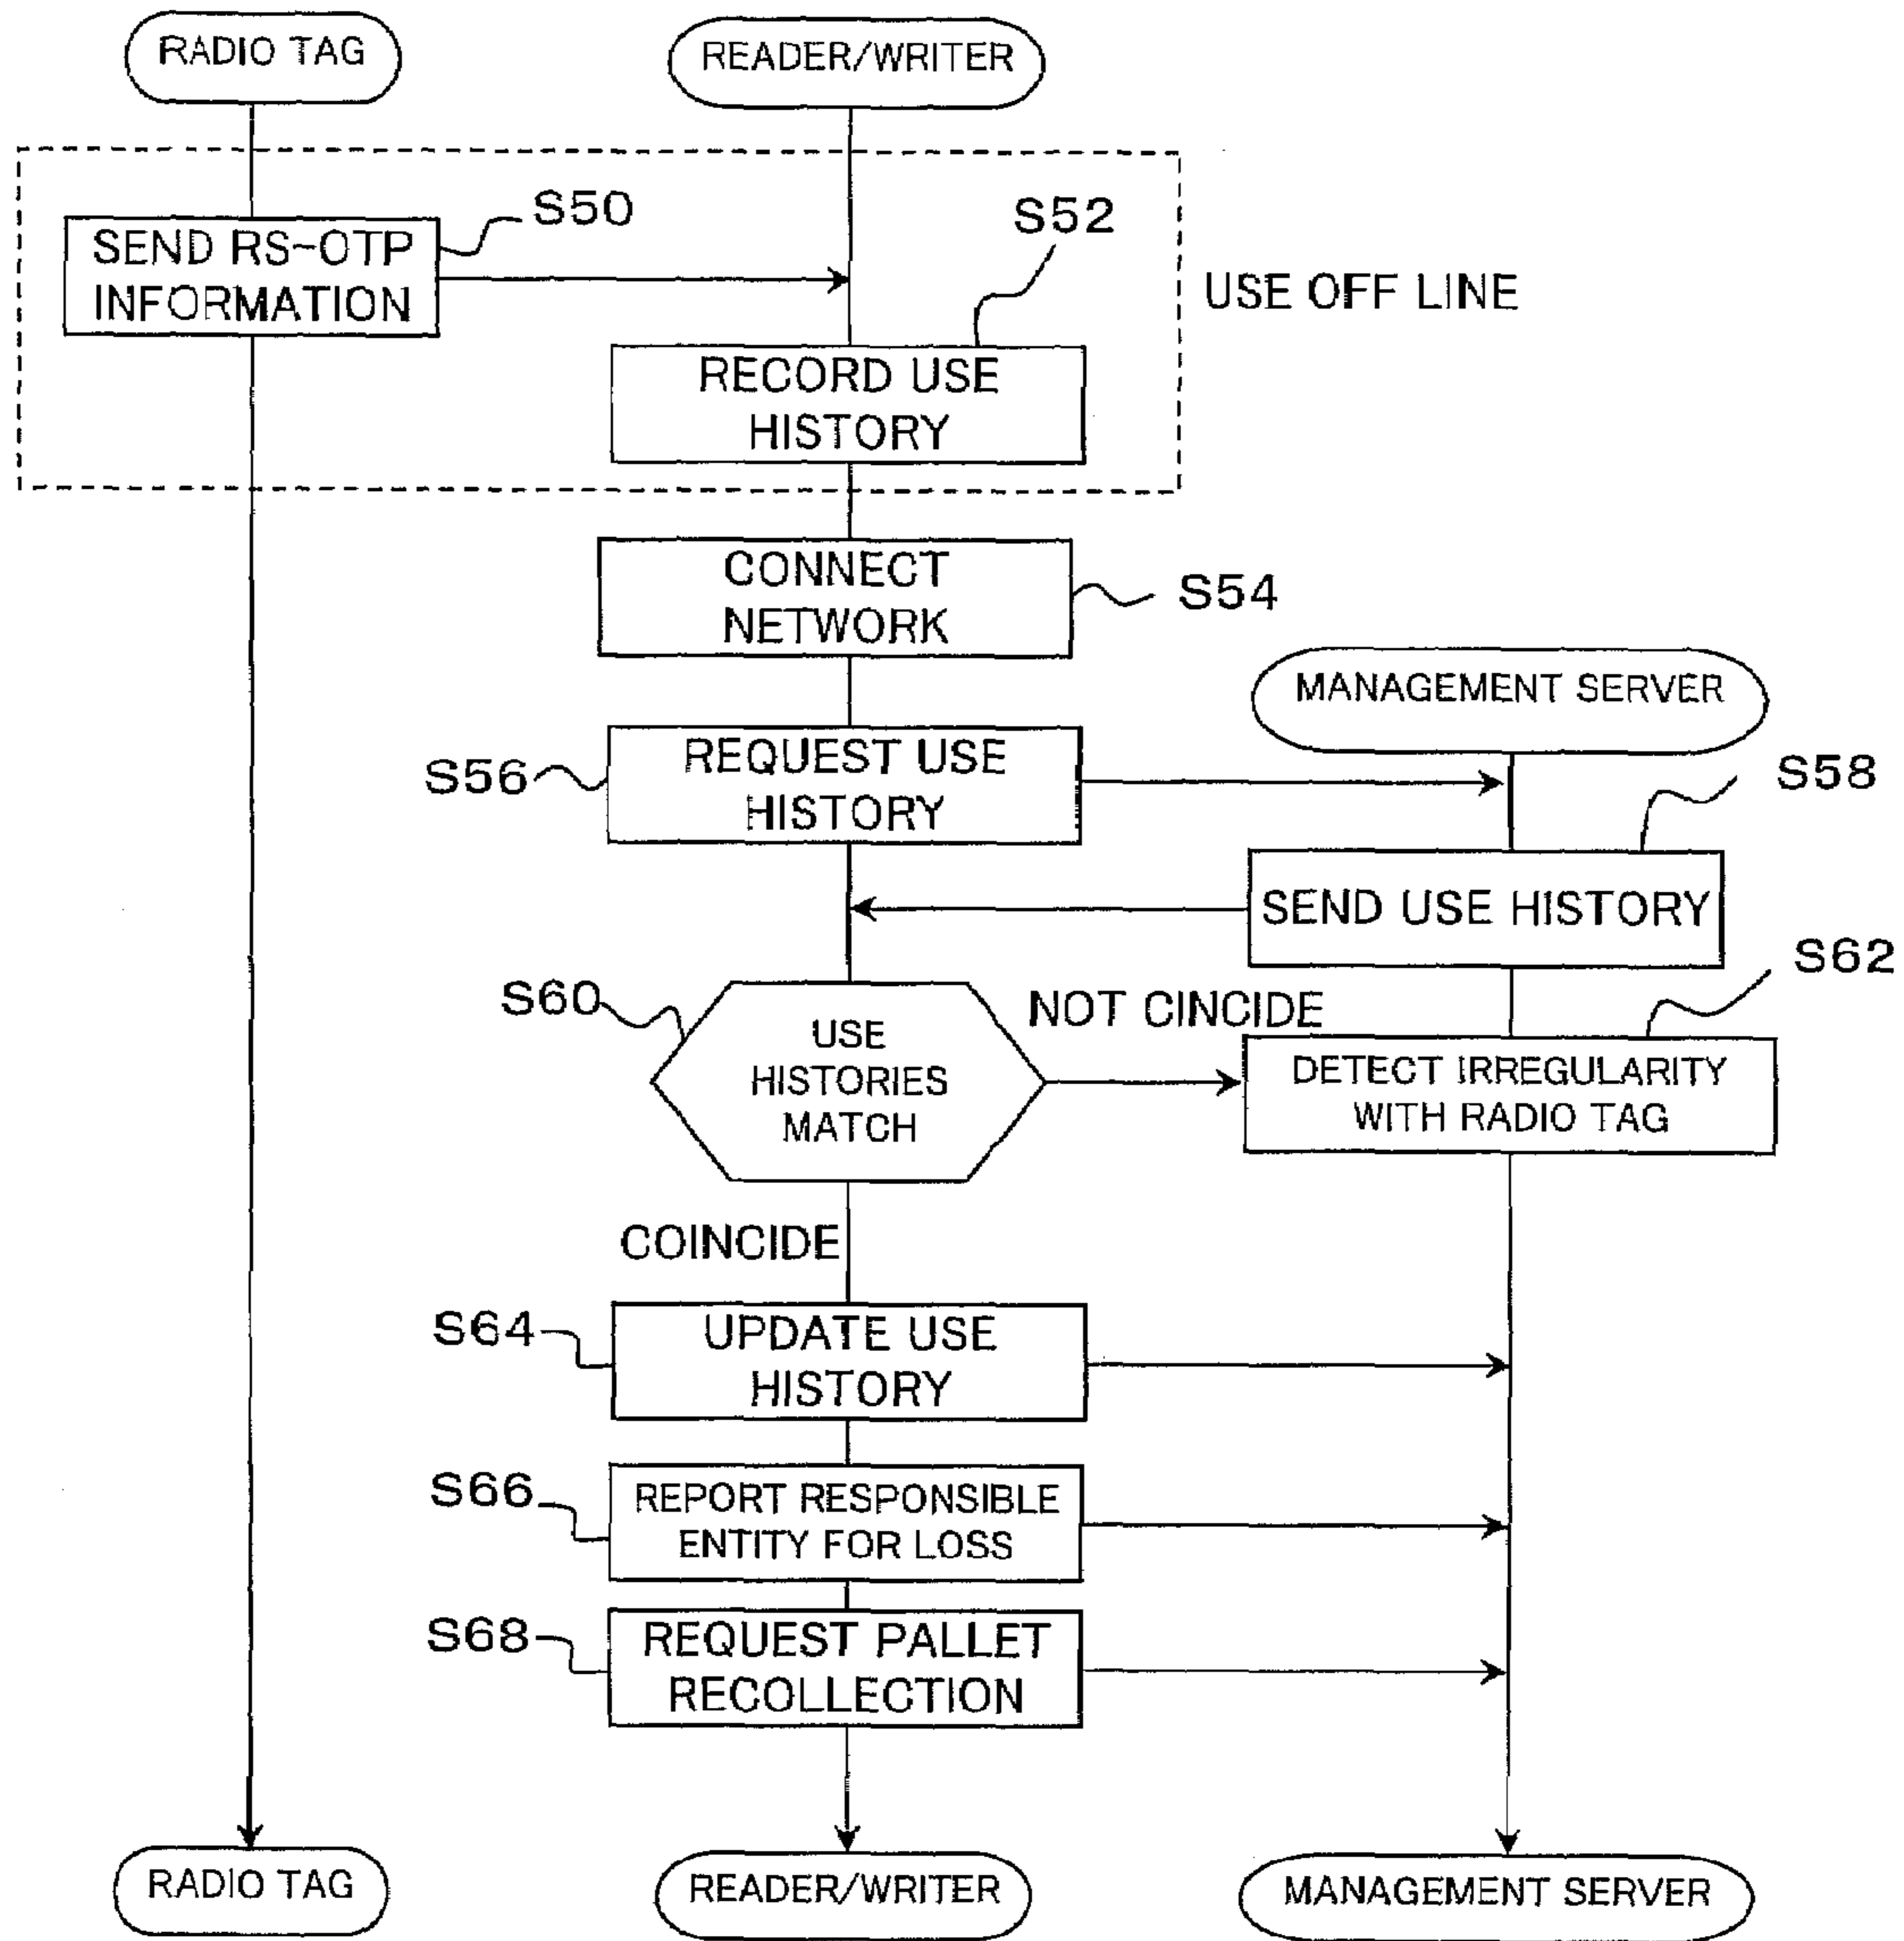 RADIO TAG
READER/WRITER
S50
S52
SEND RS-OTP
INFORMATION
USE OFF LINE
RECORD USE
HISTORY
CONNECT
NETWORK
S54
MANAGEMENT SERVER
S56
REQUEST USE
HISTORY
S58
SEND USE HISTORY
S62
S60
NOT CINCIDE
USE
HISTORIES
MATCH
DETECT IRREGULARITY
WITH RADIO TAG
COINCIDE
S64
UPDATE USE
HISTORY
S66
REPORT RESPONSIBLE
ENTITY FOR LOSS
S68
REQUEST PALLET
RECOLLECTION
RADIO TAG
READER/WRITER
MANAGEMENT SERVER